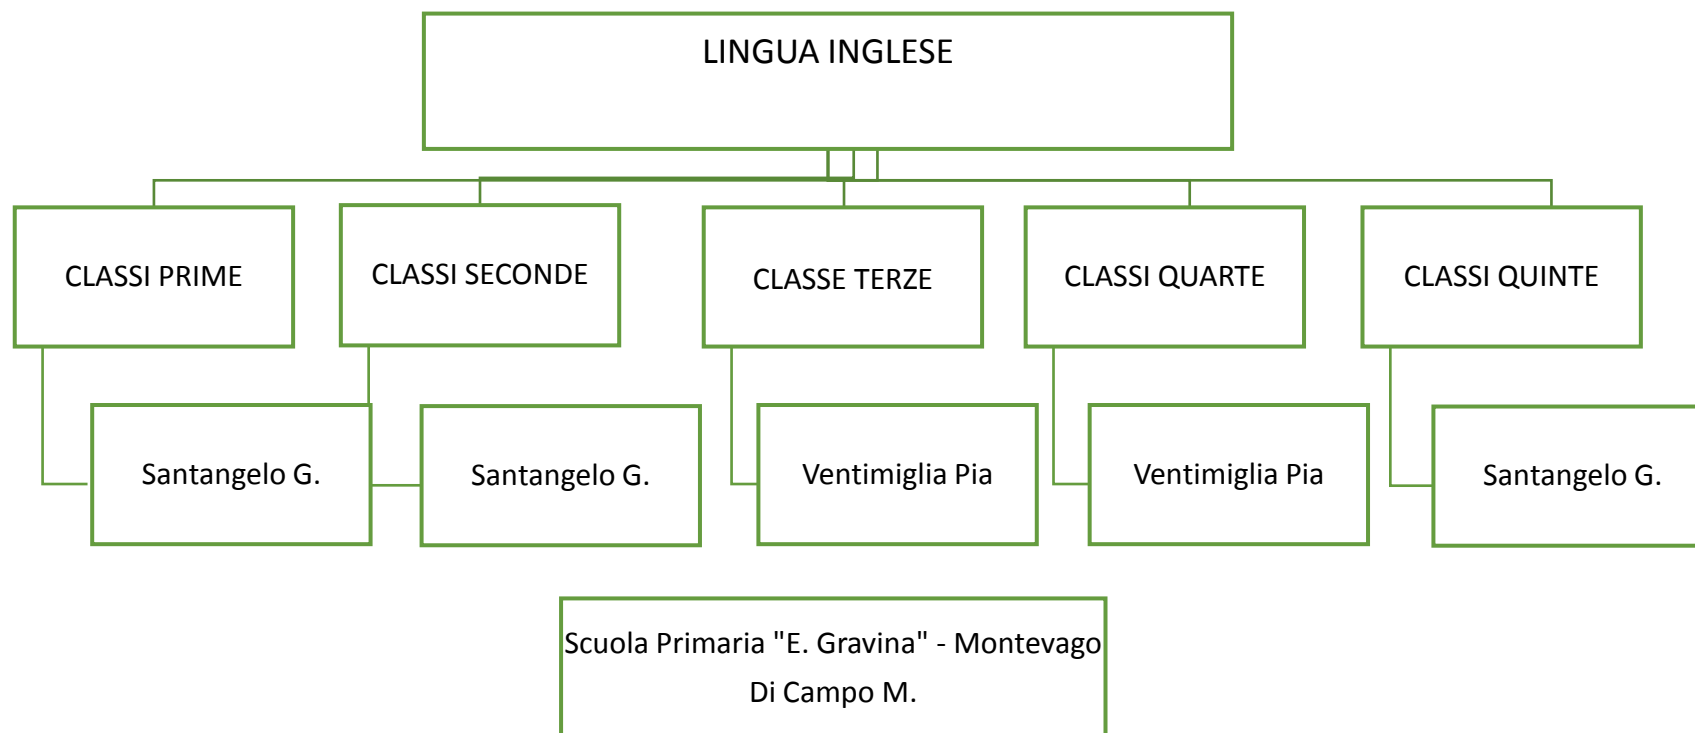 LINGUA INGLESE
CLASSI PRIME
CLASSI SECONDE
CLASSE TERZE
CLASSI QUARTE
CLASSI QUINTE
Santangelo G.
Santangelo G.
Ventimiglia Pia
Ventimiglia Pia
Santangelo G.
Scuola Primaria "E. Gravina" - Montevago
Di Campo M.